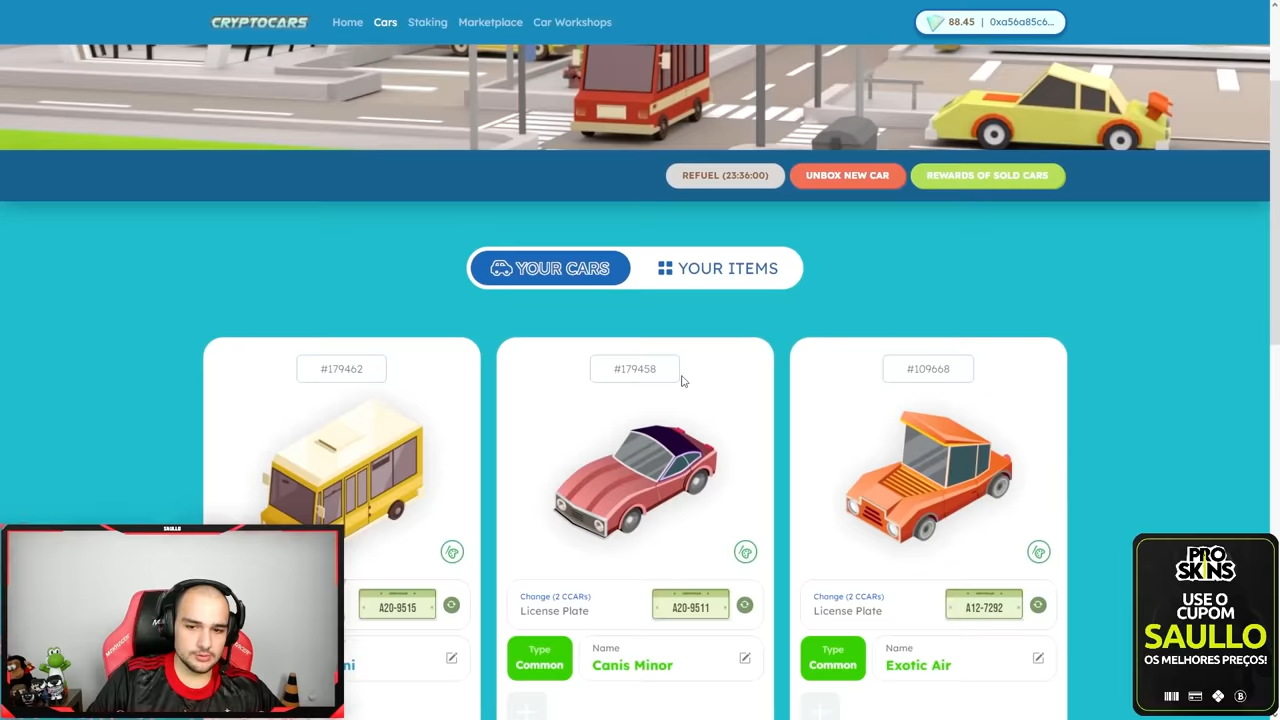 CRYPTOCARS
Home Cars Staking Marketplace Car Workshops
88.45 | 0xa56a85c6...
REFUEL (23:36:00)
UNBOX NEW CAR
REWARDS OF SOLD CARS
YOUR CARS
YOUR ITEMS
#179462
#179458
#109668
A20-9515
Change (2 CCARs)
License Plate
A20-9511
Change (2 CCARs)
License Plate
A12-7292
ni
Type
Common
Name
Canis Minor
Type
Common
Name
Exotic Air
SAULLO
PRO
SKINS
USE O
CUPOM
SAULLO
OS MELHORES PREÇOS!